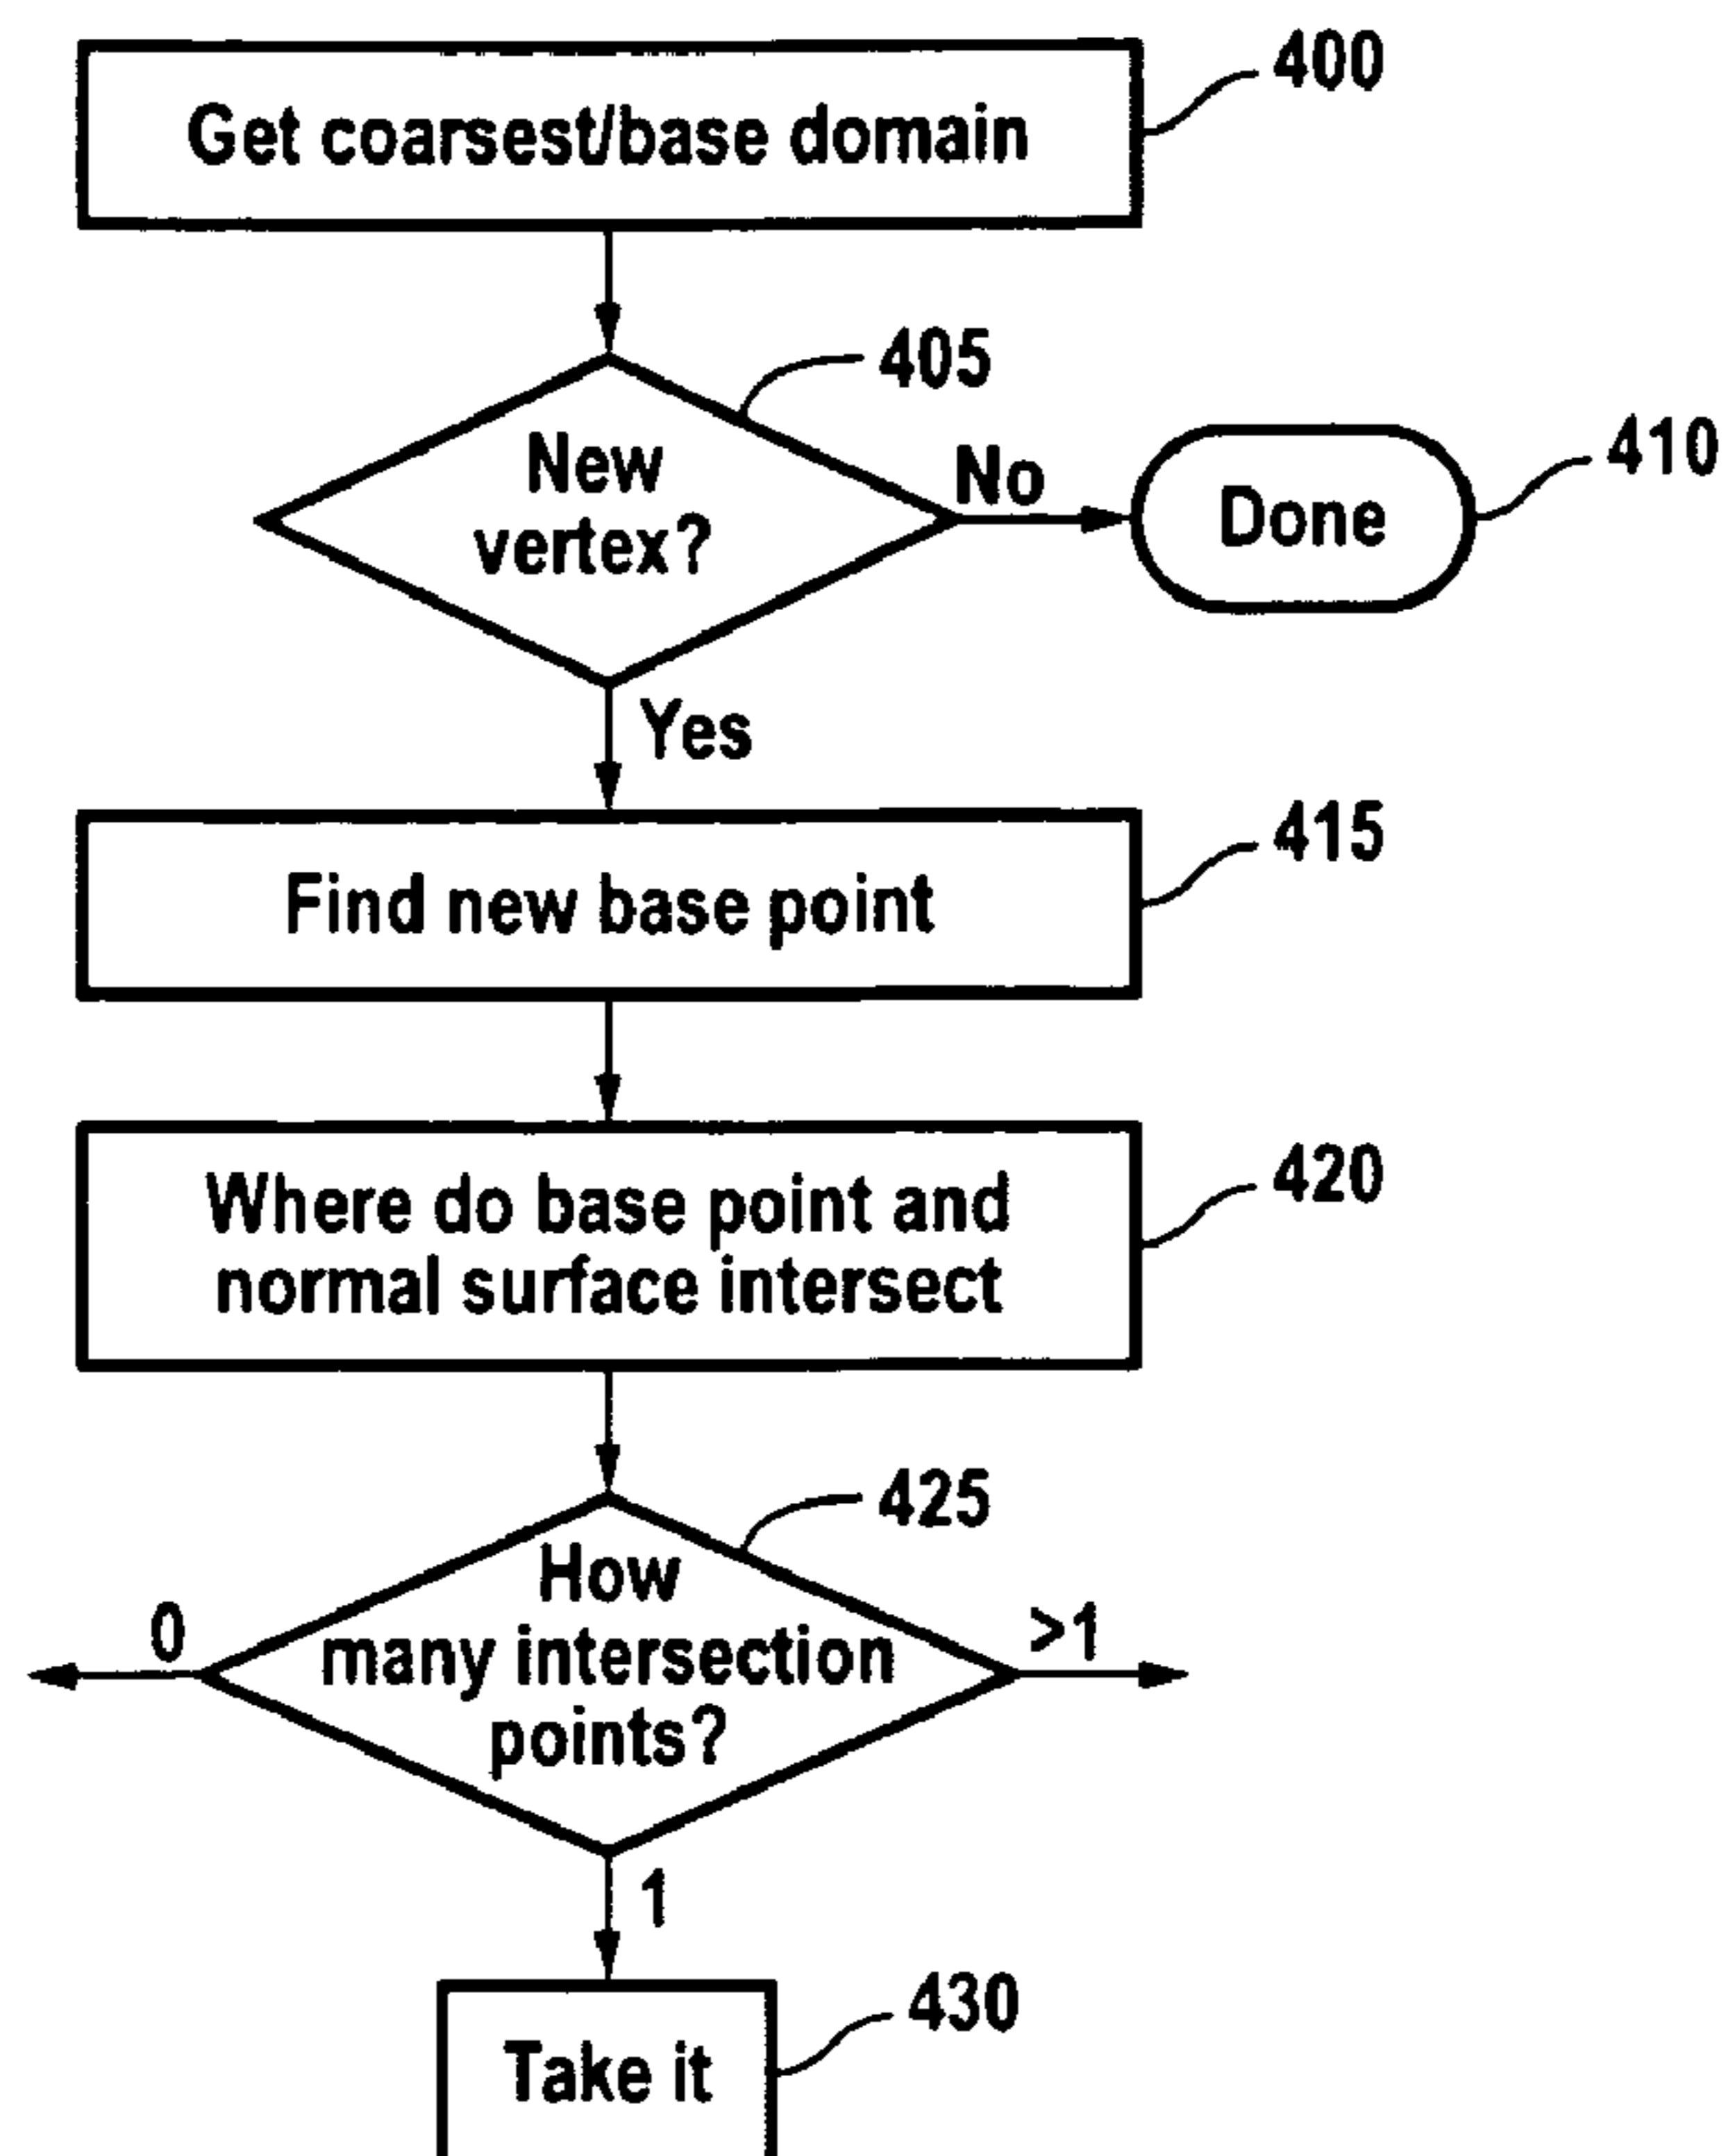 400
Get coarsest/base domain
405
New
vertex?
No
Done
410
Yes
415
Find new base point
420
Where do base point and
normal surface intersect
425
How
many intersection
points?
0
>1
1
430
Take it